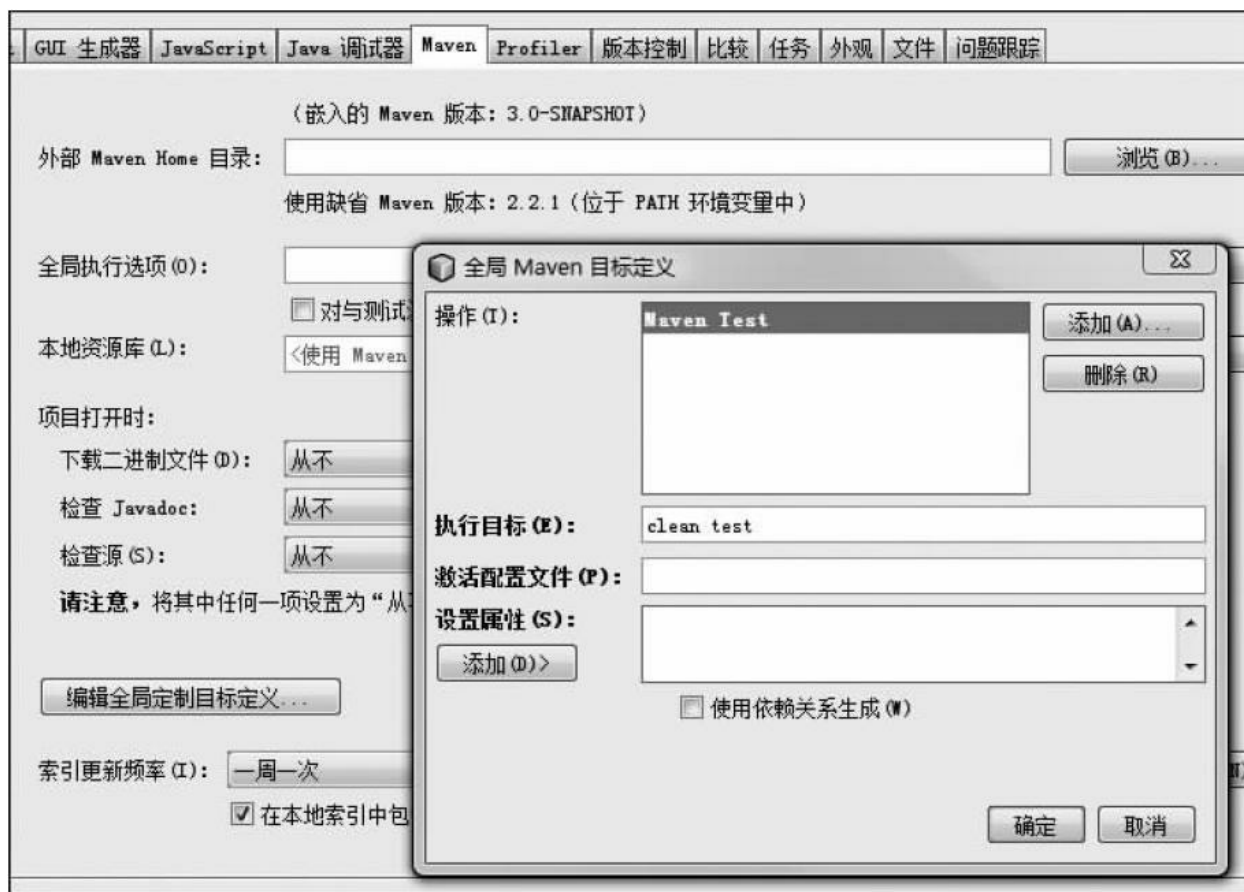 GUI 生成器 JavaScript Java 调试器 Maven Profiler 版本控制 比较 任务 外观 文件 问题跟踪
（嵌入的 Maven 版本: 3.0-SNAPSHOT）
外部 Maven Home 目录: 浏览(B)...
使用缺省 Maven 版本: 2.2.1（位于 PATH 环境变量中）
全局执行选项(O):
对与测试
本地资源库(L): <使用 Maven
项目打开时:
下载二进制文件(D): 从不
检查 Javadoc: 从不
检查源(S): 从不
请注意，将其中任何一项设置为“从
编辑全局定制目标定义...
索引更新频率(I): 一周一次
在本地索引中包
全局 Maven 目标定义
操作(T): Maven Test 添加(A)...
删除(R)
执行目标(E): clean test
激活配置文件(P):
设置属性(S):
添加(D)>
使用依赖关系生成(W)
确定 取消